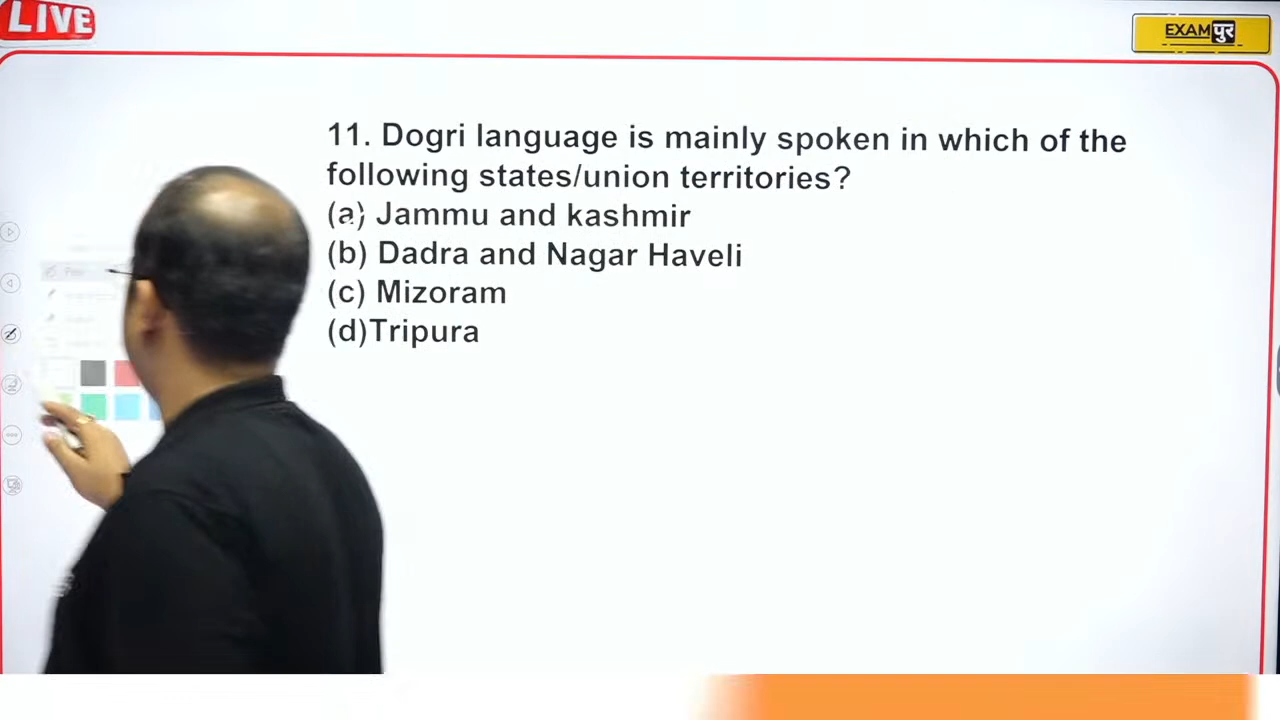 LIVE
EXAMपुर
11. Dogri language is mainly spoken in which of the
following states/union territories?
(a) Jammu and kashmir
(b) Dadra and Nagar Haveli
(c) Mizoram
(d)Tripura